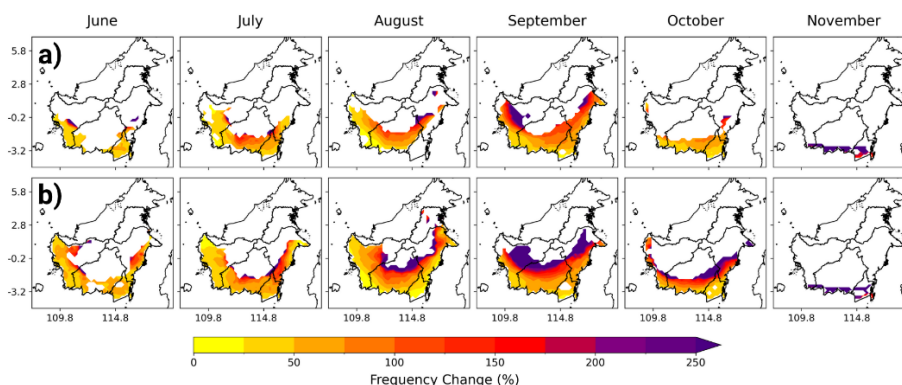 June July August September October November
a)
5.8
2.8
-0.2
-3.2
b)
5.8
2.8
-0.2
-3.2
109.8 114.8 109.8 114.8 109.8 114.8 109.8 114.8 109.8 114.8 109.8 114.8
0 50 100 150 200 250
Frequency Change (%)